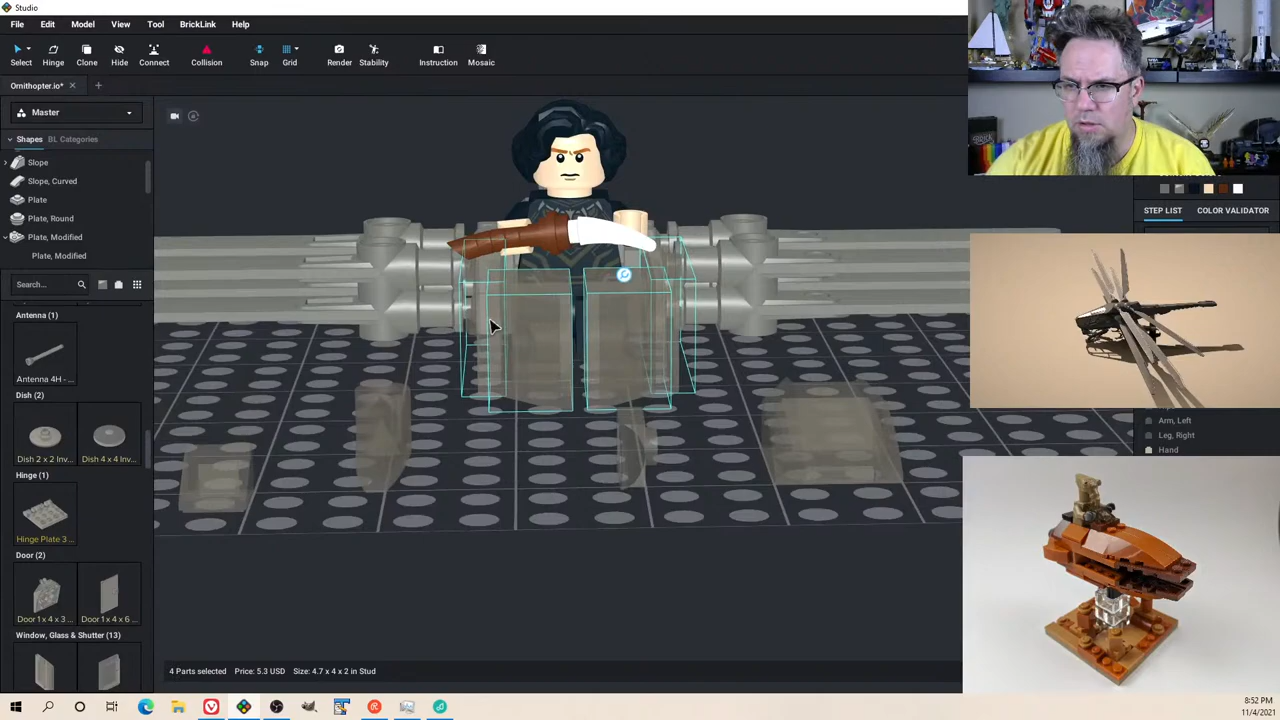 Studio
File Edit Model View Tool BrickLink Help
Select Hinge Clone Hide Connect Collision Snap Grid Render Stability Instruction Mosaic
Ornithopter.io*
Master
Shapes BL Categories
Slope
Slope, Curved
Plate
Plate, Round
Plate, Modified
Plate, Modified
Search...
Antenna (1)
Antenna 4H - ...
Dish (2)
Dish 2 x 2 Inv... Dish 4 x 4 Inv...
Hinge (1)
Hinge Plate 3 ...
Door (2)
Door 1 x 4 x 3 ... Door 1 x 4 x 6 ...
Window, Glass & Shutter (13)
STEP LIST COLOR VALIDATOR
Arm, Left
Leg, Right
Hand
4 Parts selected Price: 5.3 USD Size: 4.7 x 4 x 2 in Stud
8:52 PM
11/4/2021